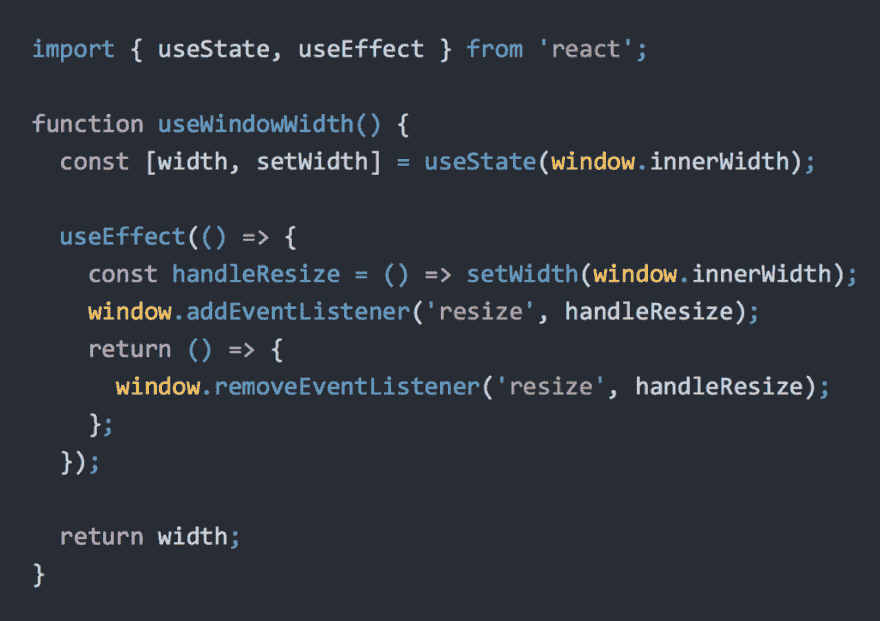 import { useState, useEffect } from 'react';
function useWindowWidth() {
  const [width, setWidth] = useState(window.innerWidth);
  useEffect(() => {
    const handleResize = () => setWidth(window.innerWidth);
    window.addEventListener('resize', handleResize);
    return () => {
      window.removeEventListener('resize', handleResize);
    };
  });
  return width;
}